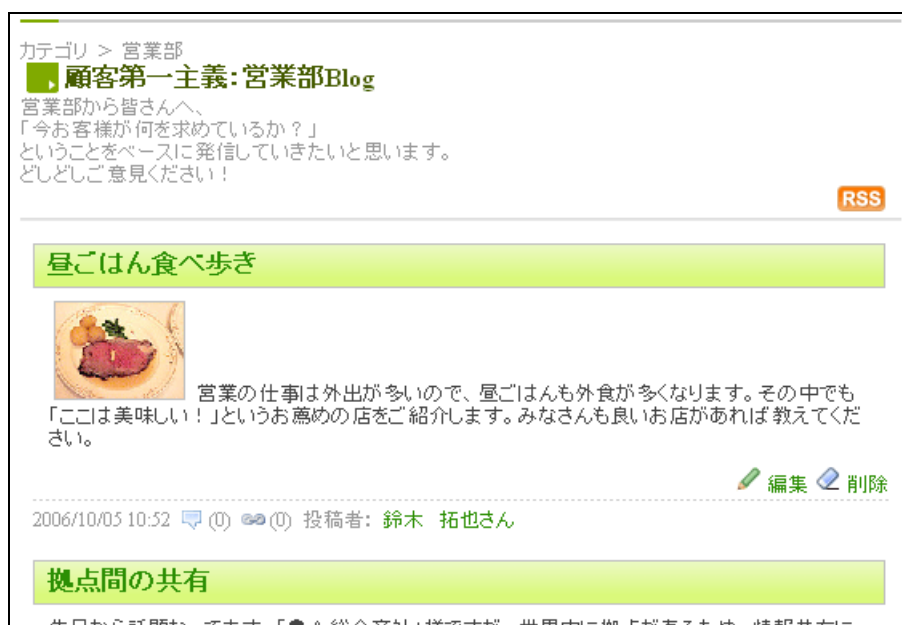 カテゴリ > 営業部
顧客第一主義：営業部Blog
営業部から皆さんへ、
「今お客様が何を求めているか？」
ということをベースに発信していきたいと思います。
どしどしご意見ください！
RSS
昼ごはん食べ歩き
営業の仕事は外出が多いので、昼ごはんも外食が多くなります。その中でも
「ここは美味しい！」というお薦めの店をご紹介します。みなさんも良いお店があれば教えてくだ
さい。
編集 削除
2006/10/05 10:52 (0) (0) 投稿者： 鈴木 拓也さん
拠点間の共有